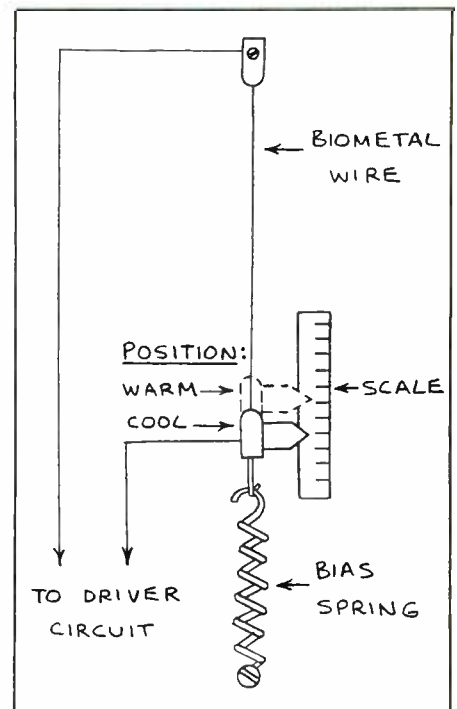 BIOMETAL
WIRE
POSITION:
WARM
SCALE
COOL
BIAS
SPRING
TO DRIVER
CIRCUIT